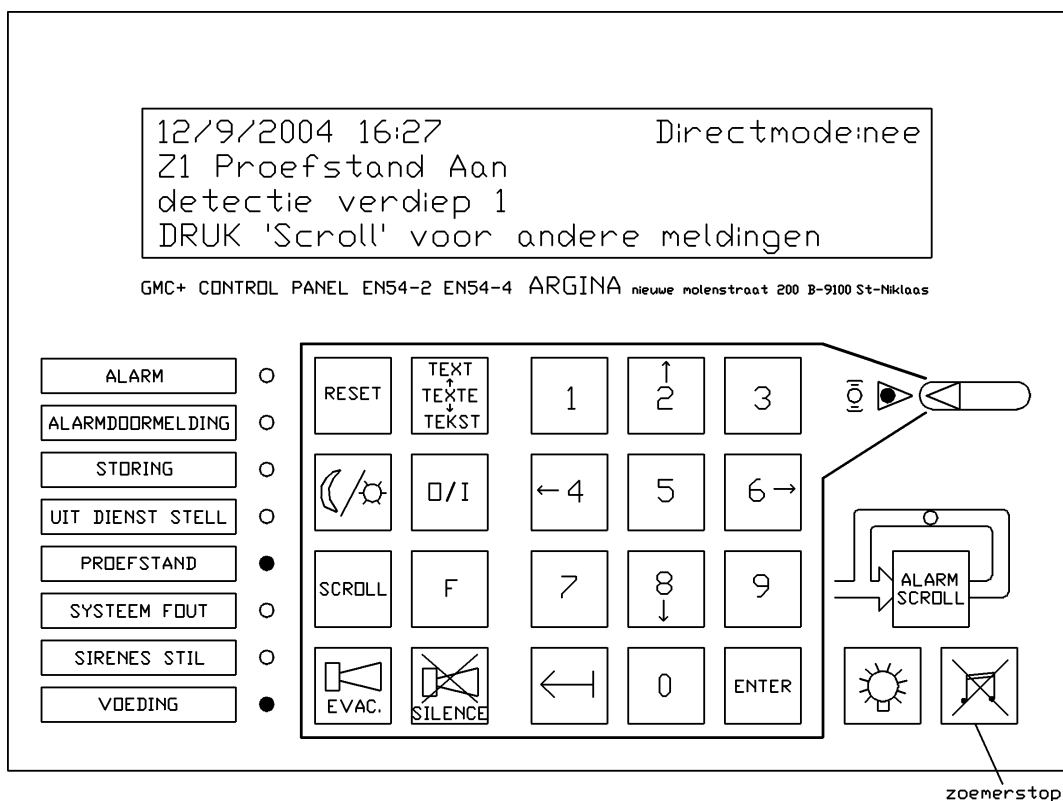 12/9/2004 16:27 Directmode:nee
Z1 Proefstand Aan
detectie verdiep 1
DRUK 'Scroll' voor andere meldingen
GMC+ CONTROL PANEL EN54-2 EN54-4 ARGINA nieuwe molenstraat 200 B-9100 St-Niklaas
ALARM
ALARMDOORMELDING
STORING
UIT DIENST STELL
PROEFSTAND
SYSTEEM FOUT
SIRENES STIL
VOEDING
RESET
TEXT
TEXTE
TEKST
1
↑
2
3
O/I
←4
5
6→
SCROLL
F
7
8
↓
9
EVAC.
SILENCE
0
ENTER
ALARM
SCROLL
zoemerstop